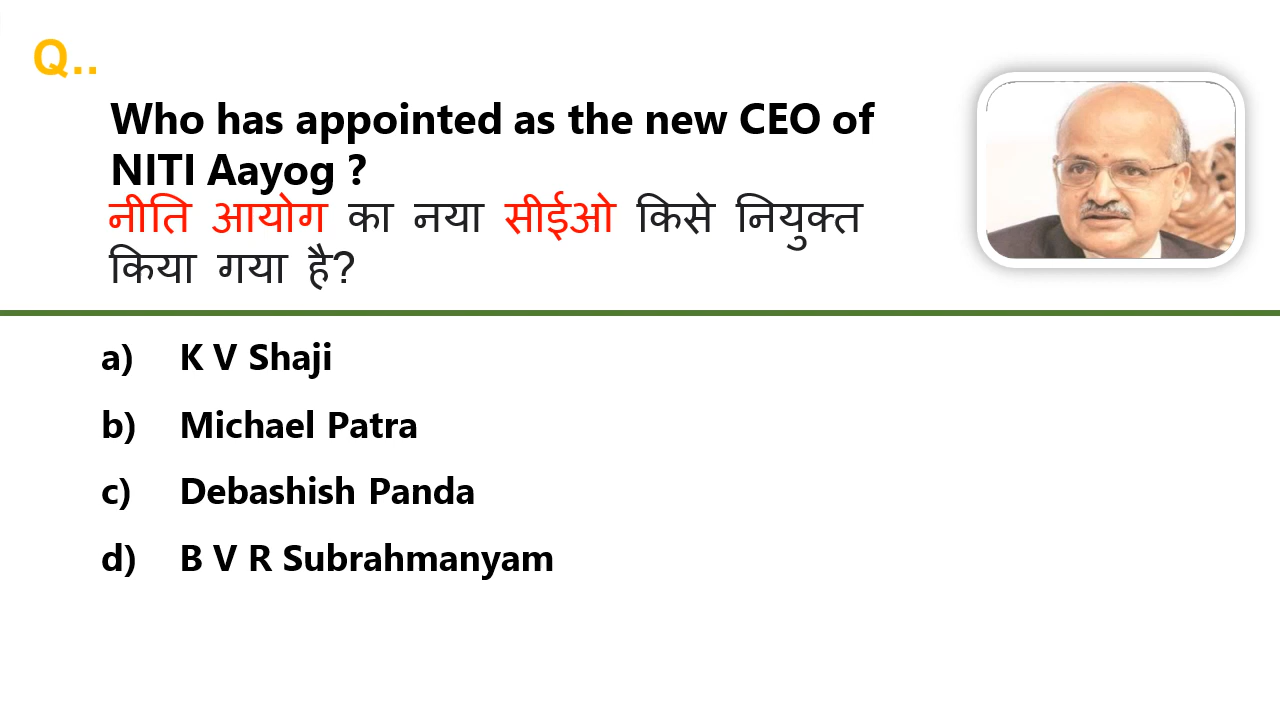 Q..
Who has appointed as the new CEO of
NITI Aayog ?
नीति आयोग का नया सीईओ किसे नियुक्त
किया गया है?
a) K V Shaji
b) Michael Patra
c) Debashish Panda
d) B V R Subrahmanyam